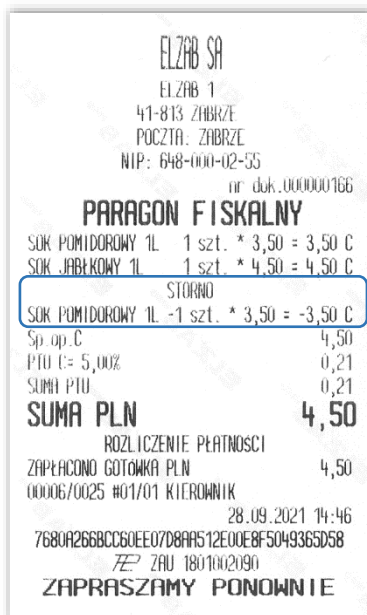 ELZAB SA
ELZAB 1
41-813 ZABRZE
POCZTA: ZABRZE
NIP: 648-000-02-55
nr dok.000000166
PARAGON FISKALNY
SOK POMIDOROWY 1L 1 szt. * 3,50 = 3,50 C
SOK JABŁKOWY 1L 1 szt. * 4,50 = 4,50 C
STORNO
SOK POMIDOROWY 1L -1 szt. * 3,50 = -3,50 C
Sp.op.C 4,50
PTU C= 5,00% 0,21
SUMA PTU 0,21
SUMA PLN 4,50
ROZLICZENIE PŁATNOŚCI
ZAPŁACONO GOTÓWKA PLN 4,50
00006/0025 #01/01 KIEROWNIK
28.09.2021 14:46
7680A266BCC60EE07D8AA512E00E8F5049365D58
ZAU 1801002090
ZAPRASZAMY PONOWNIE